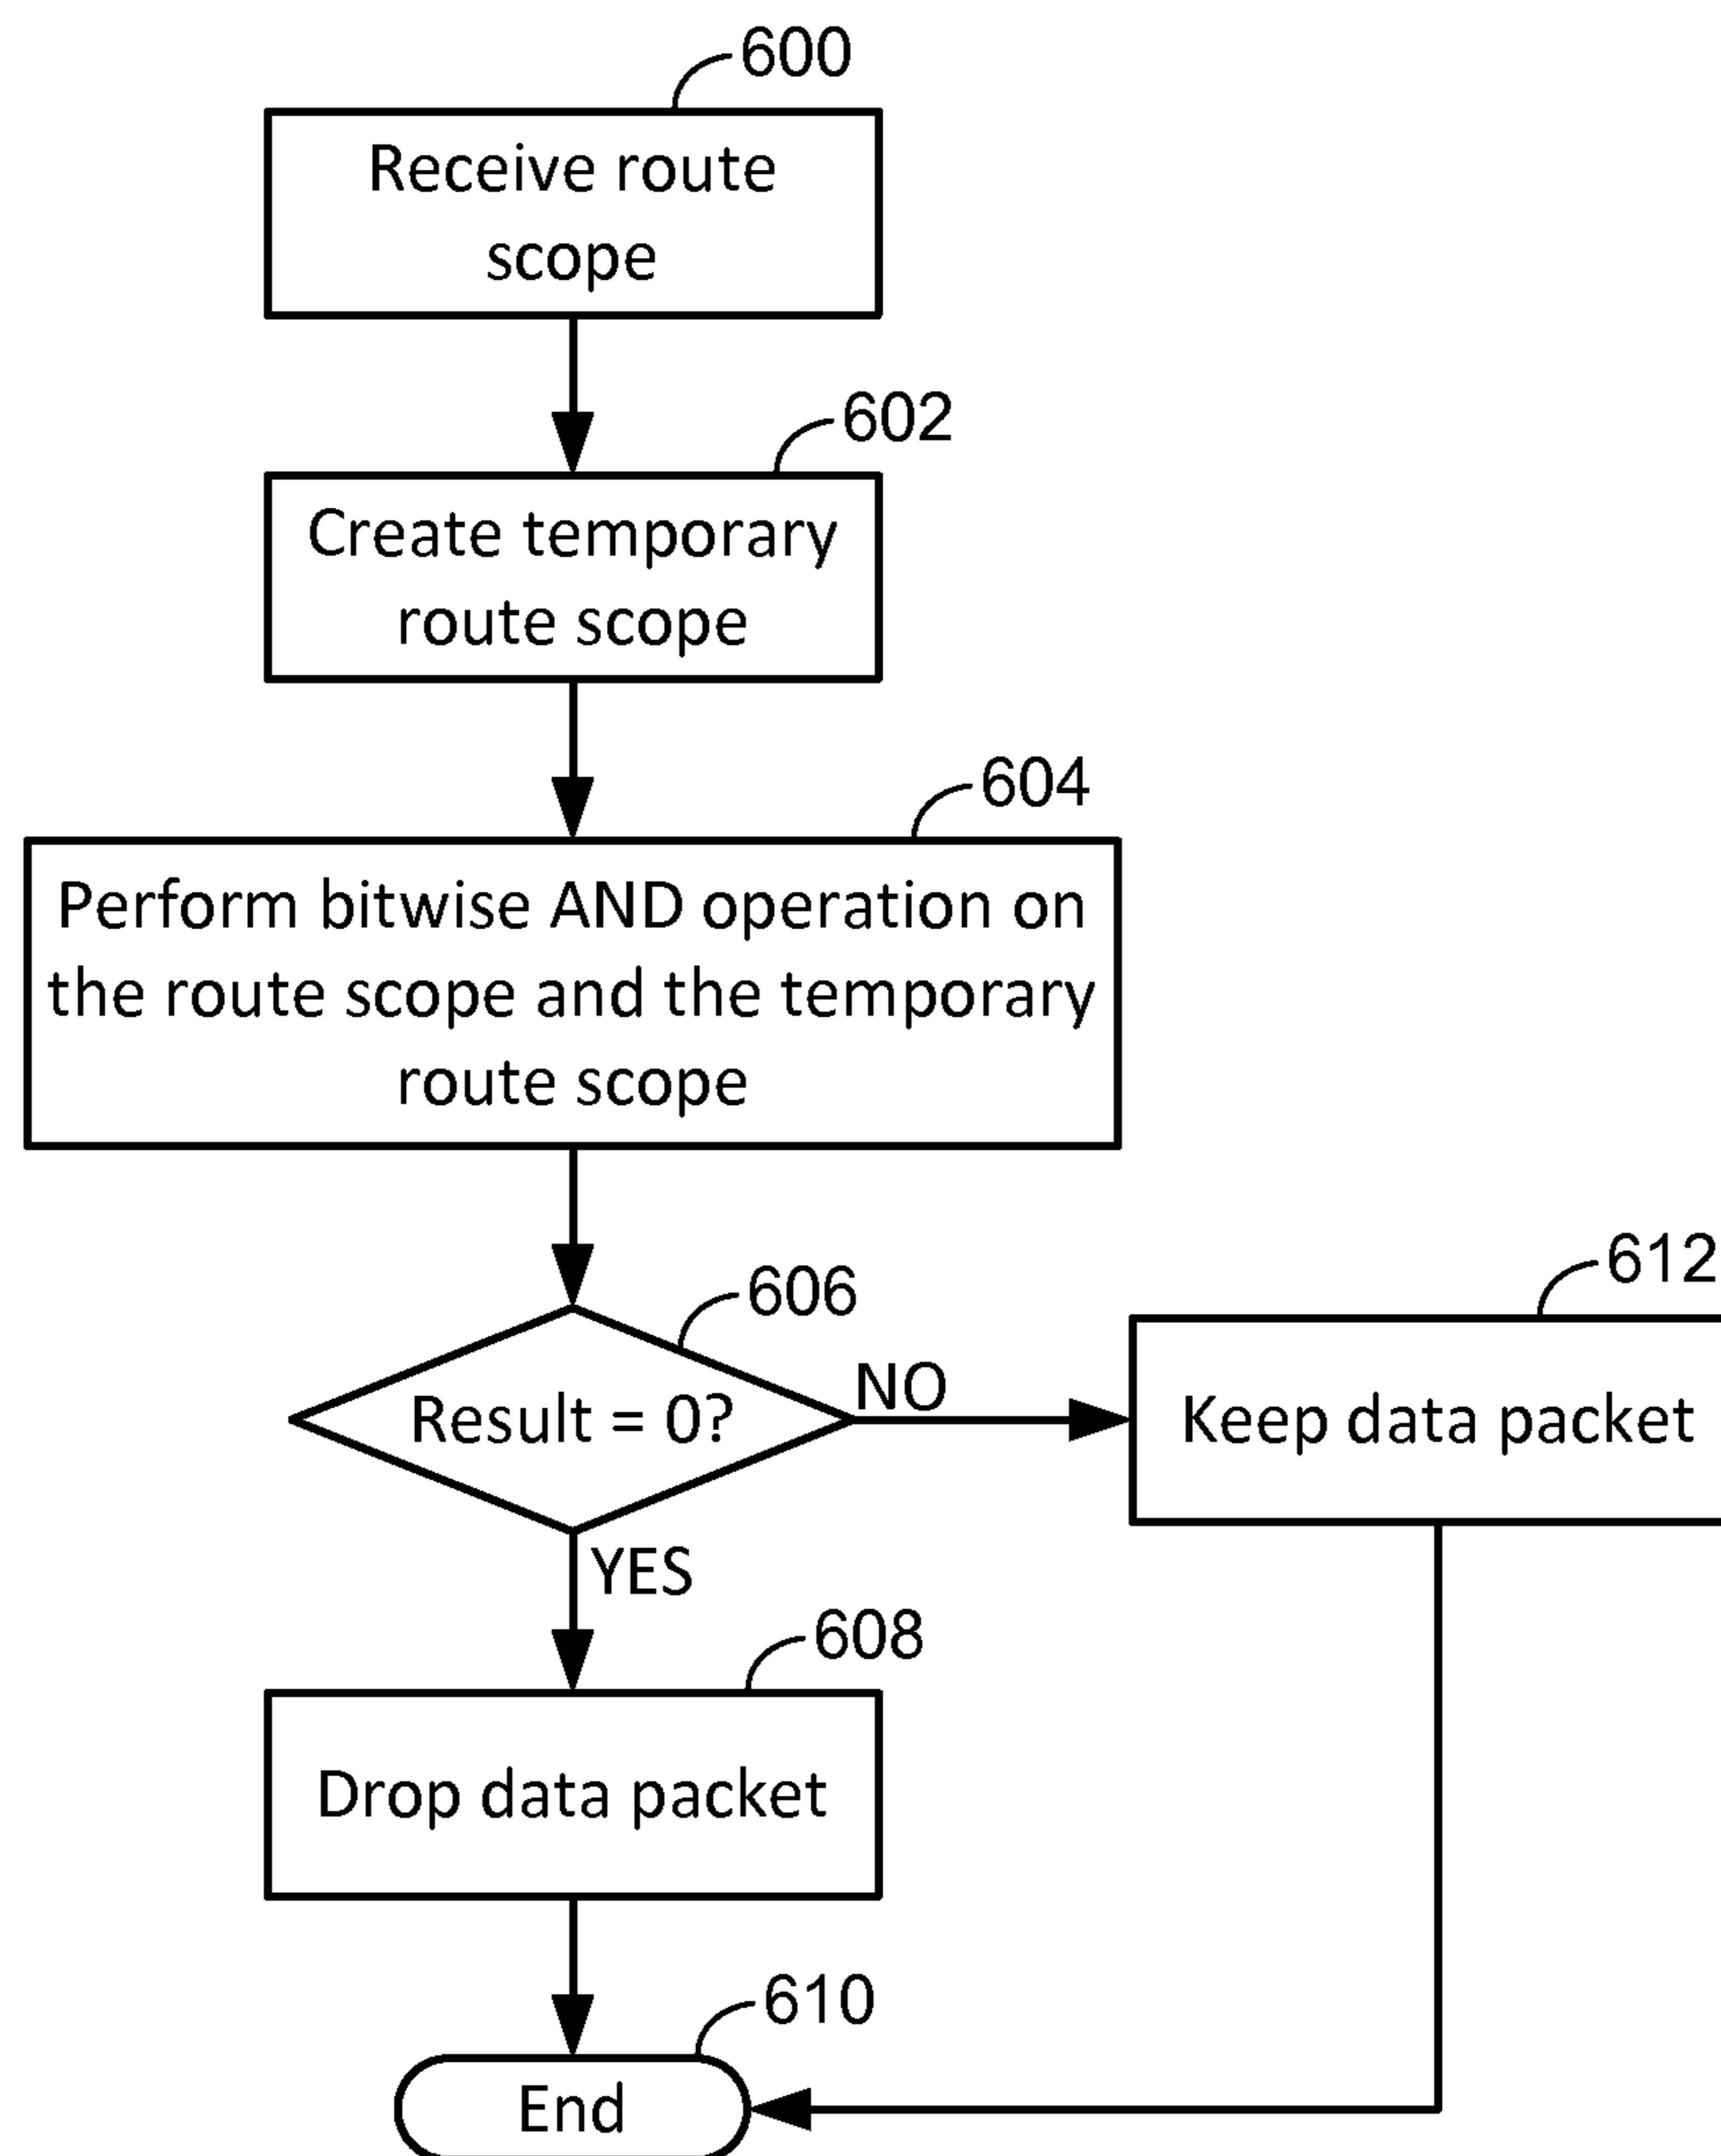 600
Receive route
scope
602
Create temporary
route scope
604
Perform bitwise AND operation on
the route scope and the temporary
route scope
606
Result = 0?
NO
612
Keep data packet
YES
608
Drop data packet
610
End